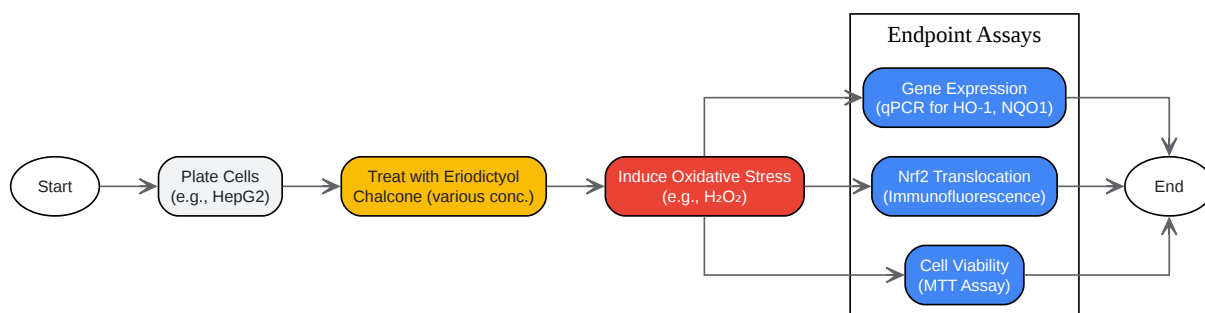 Start
Plate Cells
(e.g., HepG2)
Treat with Eriodictyol
Chalcone (various conc.)
Induce Oxidative Stress
(e.g., H₂O₂)
Endpoint Assays
Gene Expression
(qPCR for HO-1, NQO1)
Nrf2 Translocation
(Immunofluorescence)
Cell Viability
(MTT Assay)
End